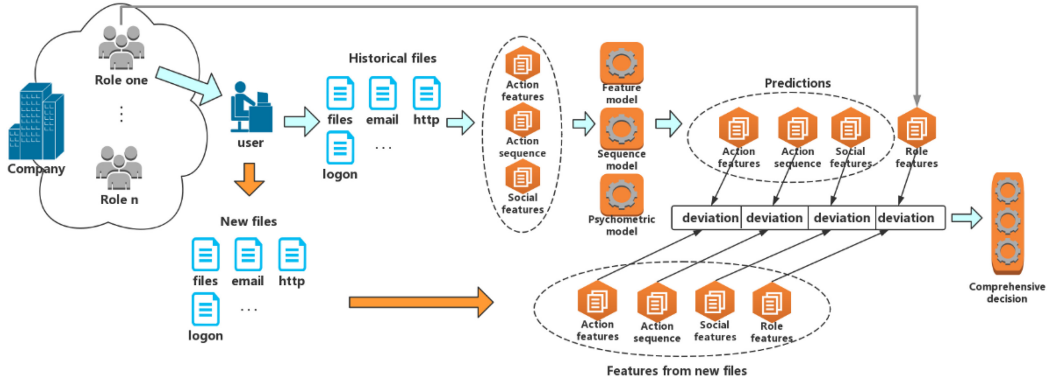 Role one
⋮
Company
Role n
user
Historical files
files
email
http
logon
...
New files
files
email
http
logon
...
Action
features
Action
sequence
Social
features
Feature
model
Sequence
model
Psychometric
model
Predictions
Action
features
Action
sequence
Social
features
Role
features
deviation
deviation
deviation
deviation
Comprehensive
decision
Action
features
Action
sequence
Social
features
Role
features
Features from new files